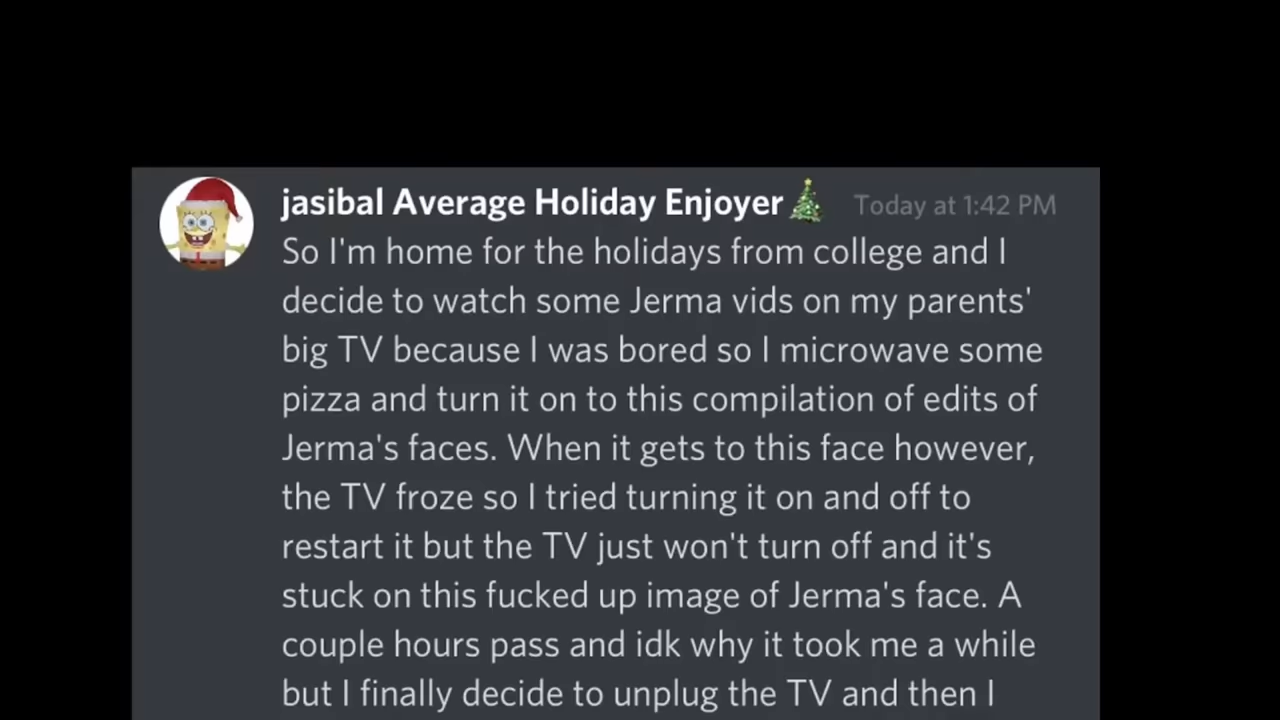 jasibal Average Holiday Enjoyer🎄 Today at 1:42 PM
So I'm home for the holidays from college and I
decide to watch some Jerma vids on my parents'
big TV because I was bored so I microwave some
pizza and turn it on to this compilation of edits of
Jerma's faces. When it gets to this face however,
the TV froze so I tried turning it on and off to
restart it but the TV just won't turn off and it's
stuck on this fucked up image of Jerma's face. A
couple hours pass and idk why it took me a while
but I finally decide to unplug the TV and then I